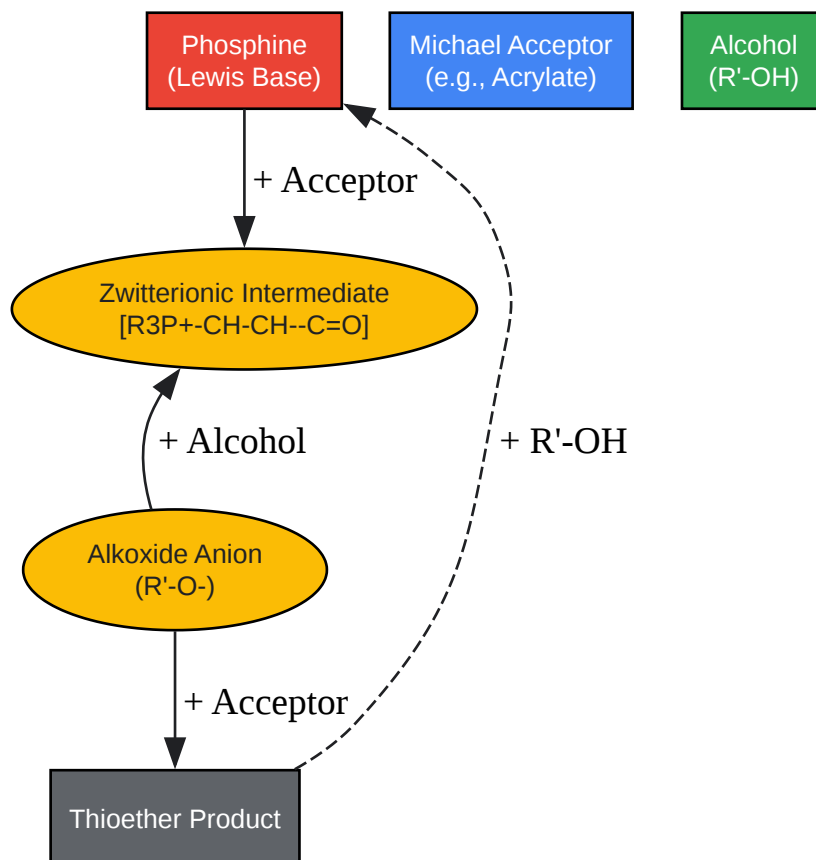 Phosphine
(Lewis Base)
Michael Acceptor
(e.g., Acrylate)
Alcohol
(R'-OH)
+ Acceptor
Zwitterionic Intermediate
[R3P+-CH-CH--C=O]
+ Alcohol
+ R'-OH
Alkoxide Anion
(R'-O-)
+ Acceptor
Thioether Product